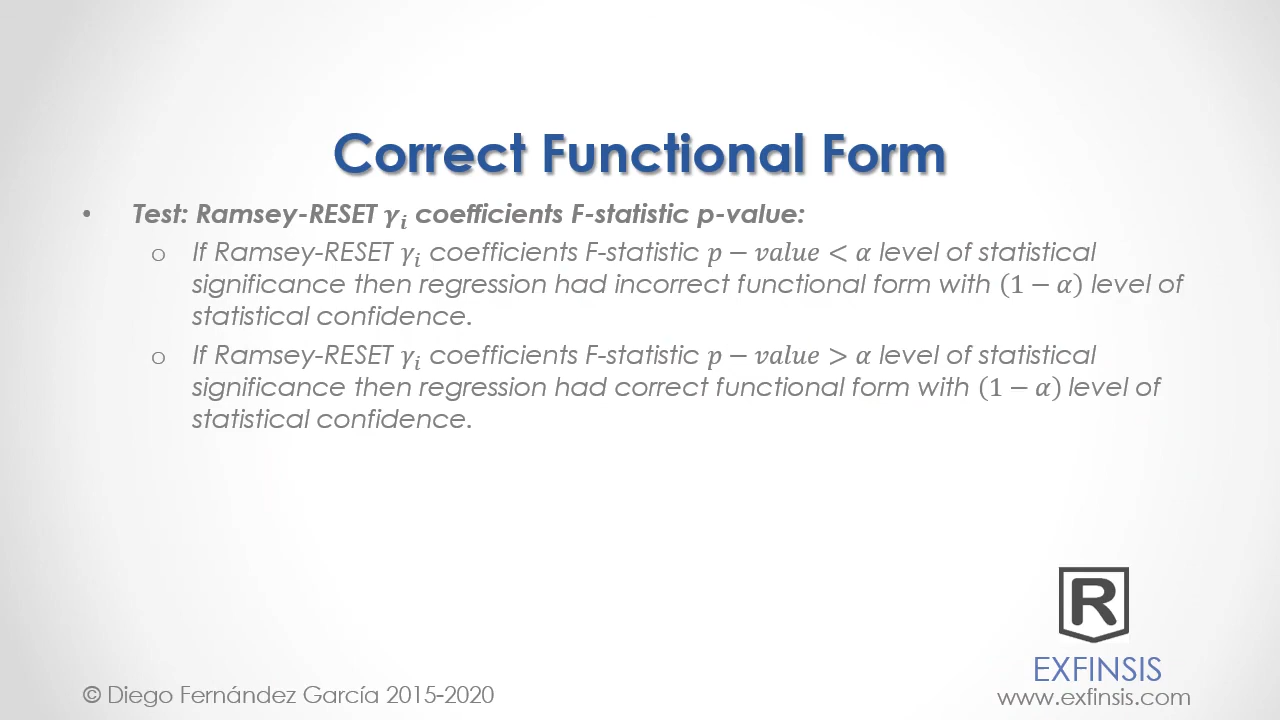 Correct Functional Form
• Test: Ramsey-RESET γᵢ coefficients F-statistic p-value:
o If Ramsey-RESET γᵢ coefficients F-statistic p − value < α level of statistical
significance then regression had incorrect functional form with (1 − α) level of
statistical confidence.
o If Ramsey-RESET γᵢ coefficients F-statistic p − value > α level of statistical
significance then regression had correct functional form with (1 − α) level of
statistical confidence.
R
EXFINSIS
© Diego Fernández García 2015-2020
www.exfinsis.com